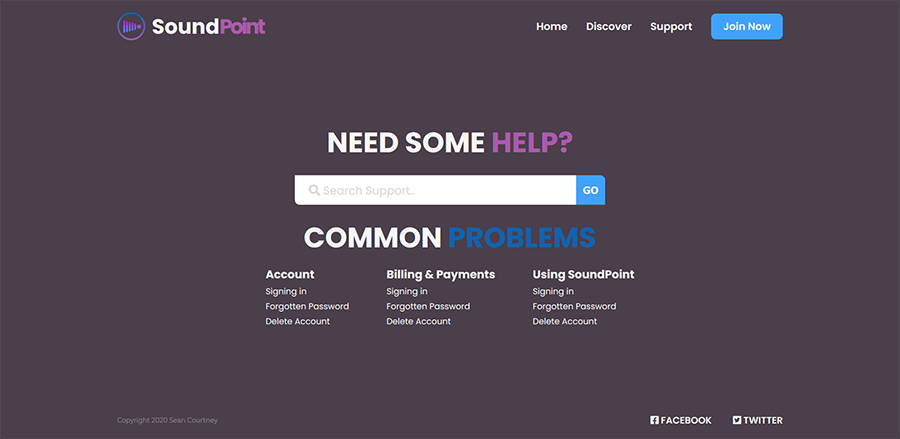 SoundPoint
Home Discover Support Join Now
NEED SOME HELP?
Search Support.. GO
COMMON PROBLEMS
Account Billing & Payments Using SoundPoint
Signing in Signing in Signing in
Forgotten Password Forgotten Password Forgotten Password
Delete Account Delete Account Delete Account
Copyright 2020 Sean Courtney FACEBOOK TWITTER